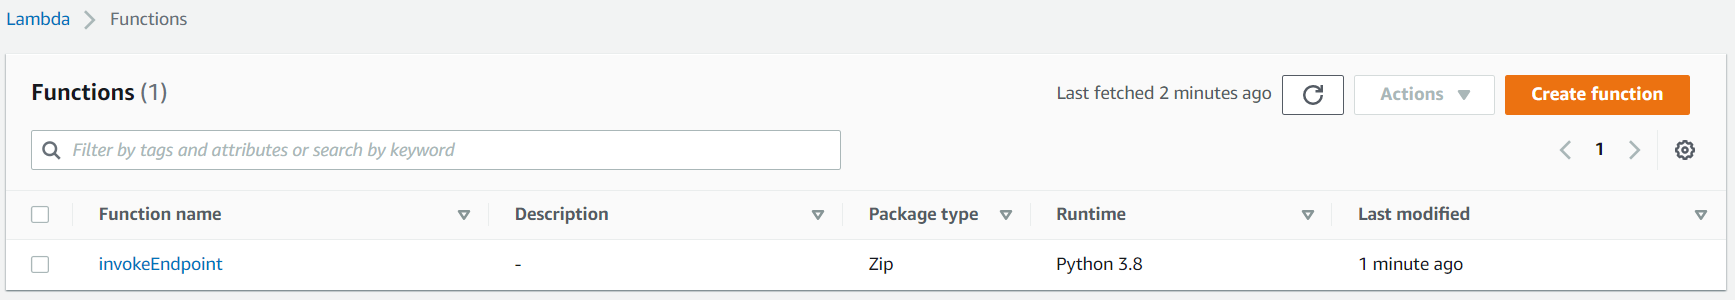 Lambda > Functions
Functions (1) Last fetched 2 minutes ago Actions Create function
Filter by tags and attributes or search by keyword 1
Function name Description Package type Runtime Last modified
invokeEndpoint - Zip Python 3.8 1 minute ago